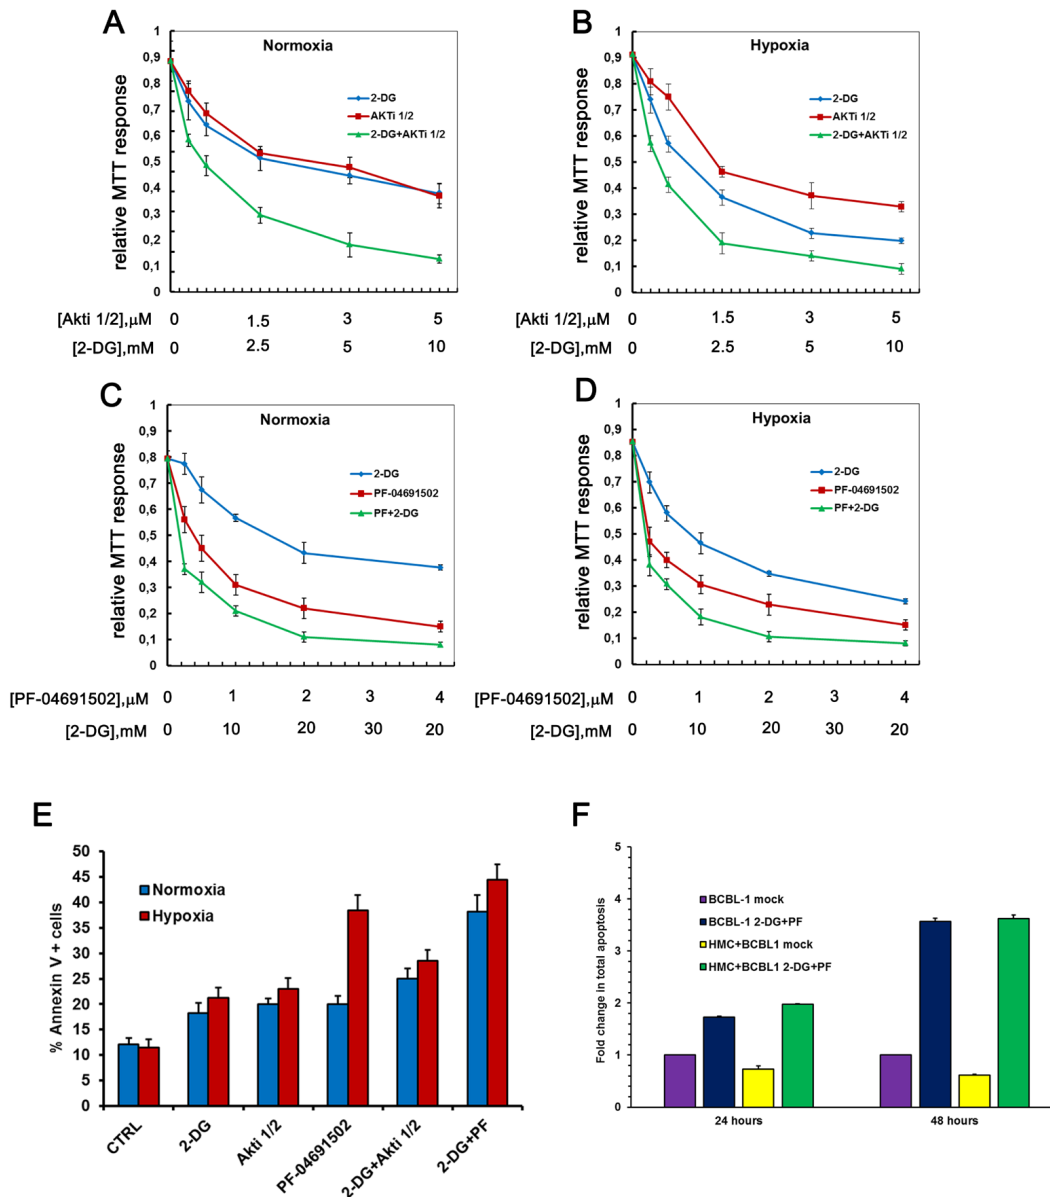 A
Normoxia
relative MTT response
1
0,9
0,8
0,7
0,6
0,5
0,4
0,3
0,2
0,1
0
2-DG
AKTi 1/2
2-DG+AKTi 1/2
[Akti 1/2],μM 0 1.5 3 5
[2-DG],mM 0 2.5 5 10
B
Hypoxia
relative MTT response
1
0,9
0,8
0,7
0,6
0,5
0,4
0,3
0,2
0,1
0
2-DG
AKTi 1/2
2-DG+AKTi 1/2
[Akti 1/2],μM 0 1.5 3 5
[2-DG],mM 0 2.5 5 10
C
Normoxia
relative MTT response
1
0,9
0,8
0,7
0,6
0,5
0,4
0,3
0,2
0,1
0
2-DG
PF-04691502
PF+2-DG
[PF-04691502],μM 0 1 2 3 4
[2-DG],mM 0 10 20 30 20
D
Hypoxia
relative MTT response
1
0,9
0,8
0,7
0,6
0,5
0,4
0,3
0,2
0,1
0
2-DG
PF-04691502
PF+2-DG
[PF-04691502],μM 0 1 2 3 4
[2-DG],mM 0 10 20 30 20
E
% Annexin V + cells
50
45
40
35
30
25
20
15
10
5
0
Normoxia
Hypoxia
CTRL
2-DG
Akti 1/2
PF-04691502
2-DG+Akti 1/2
2-DG+PF
F
Fold change in total apoptosis
5
4
3
2
1
0
BCBL-1 mock
BCBL-1 2-DG+PF
HMC+BCBL1 mock
HMC+BCBL1 2-DG+PF
24 hours
48 hours